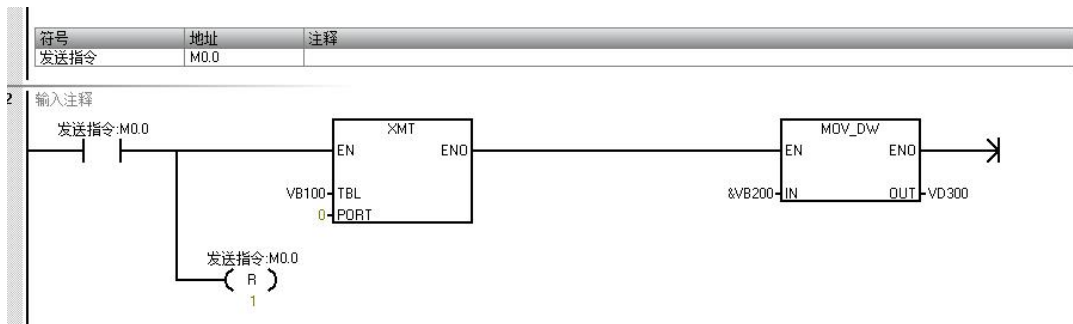 符号 地址 注释
发送指令 M0.0
2 输入注释
发送指令:M0.0 XMT MOV_DW
EN ENO EN ENO
VB100 TBL &VB200 IN OUT VD300
0 PORT
发送指令:M0.0
R
1